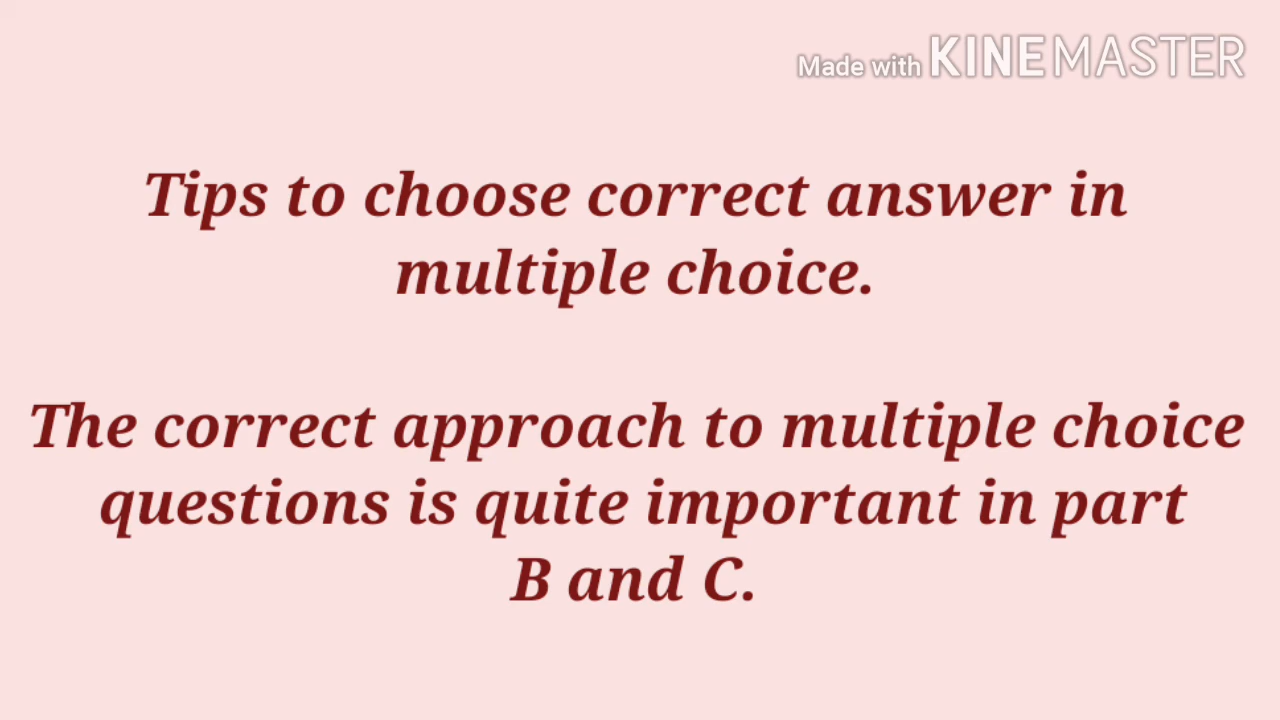 Made with KINEMASTER
Tips to choose correct answer in
multiple choice.
The correct approach to multiple choice
questions is quite important in part
B and C.